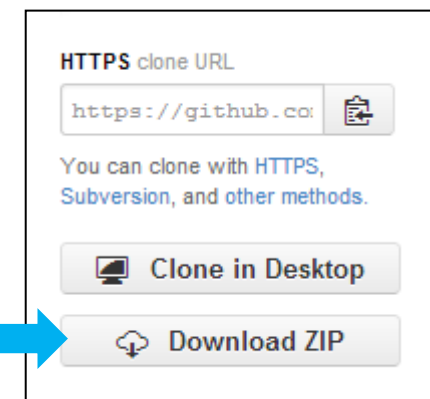 HTTPS clone URL
https://github.co
You can clone with HTTPS,
Subversion, and other methods.
Clone in Desktop
Download ZIP